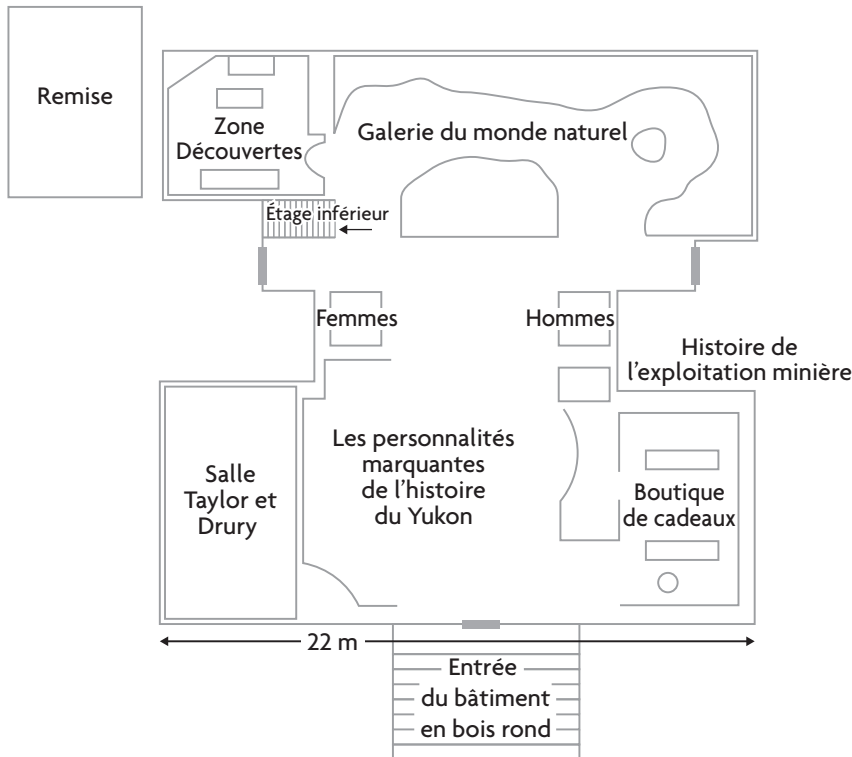 Remise
Zone
Découvertes
Galerie du monde naturel
Étage inférieur
Femmes
Hommes
Histoire de
l'exploitation minière
Les personnalités
marquantes
de l'histoire
du Yukon
Salle
Taylor et
Drury
Boutique
de cadeaux
22 m
Entrée
du bâtiment
en bois rond